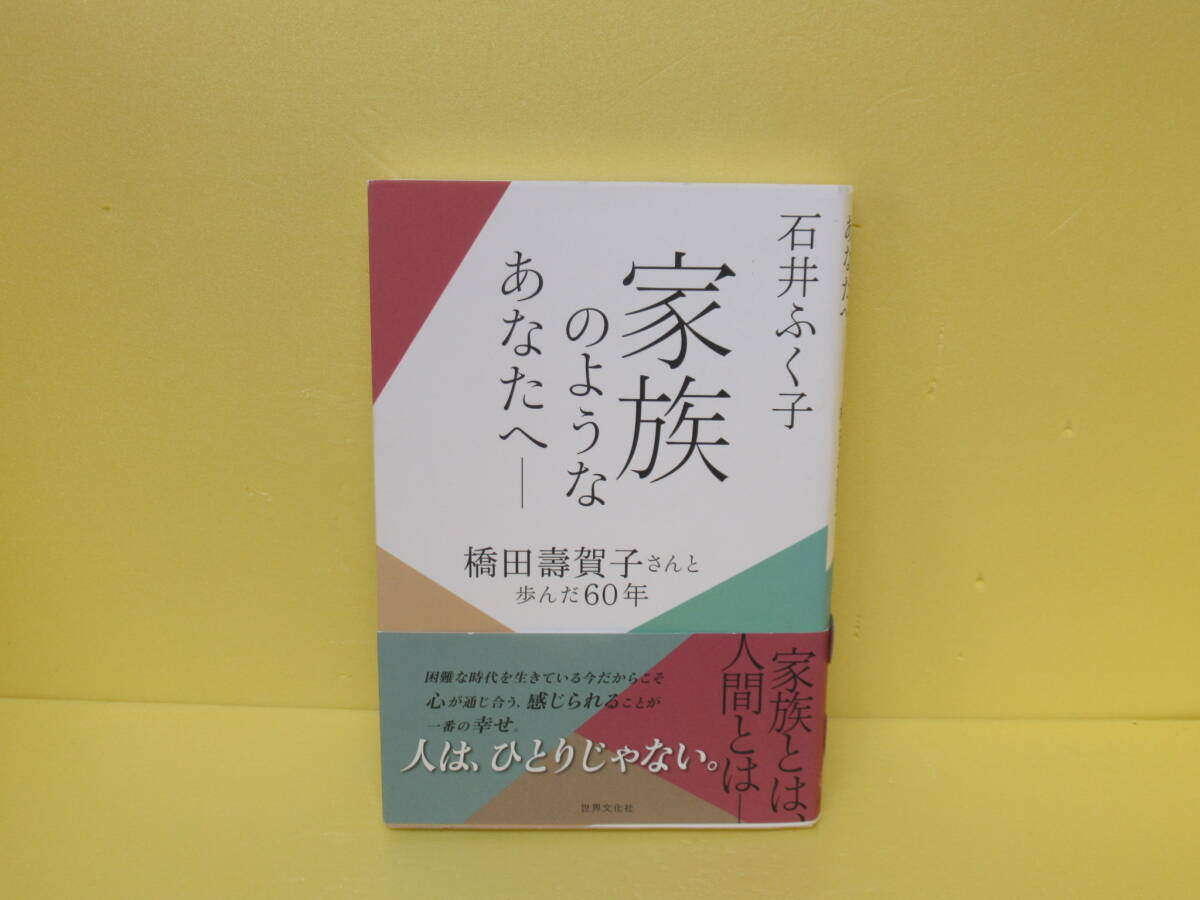 石井ふく子
家族
のような
あなたへ―
橋田壽賀子さんと
歩んだ60年
家族とは、
人間とは―
困難な時代を生きている今だからこそ
心が通じ合う、感じられることが
一番の幸せ。
人は、ひとりじゃない。
世界文化社
あなたへ